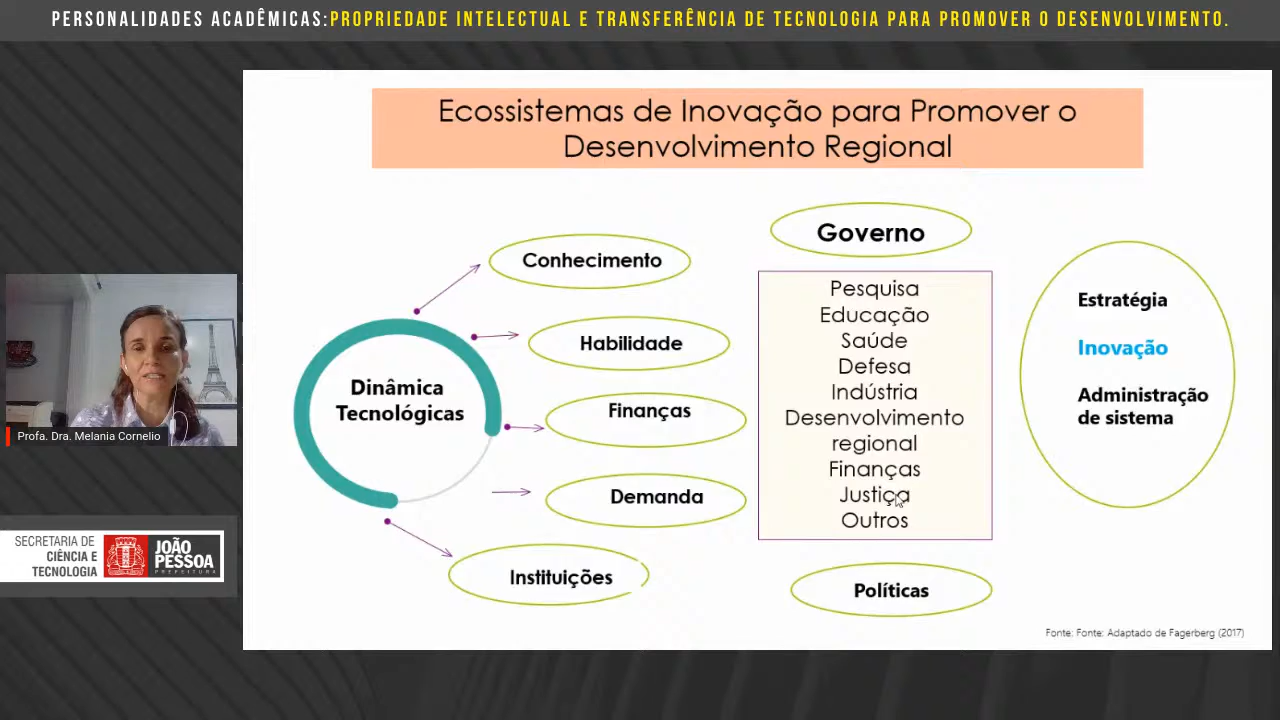 PERSONALIDADES ACADÊMICAS:PROPRIEDADE INTELECTUAL E TRANSFERÊNCIA DE TECNOLOGIA PARA PROMOVER O DESENVOLVIMENTO.
Ecossistemas de Inovação para Promover o
Desenvolvimento Regional
Conhecimento
Habilidade
Finanças
Demanda
Instituições
Dinâmica
Tecnológicas
Governo
Pesquisa
Educação
Saúde
Defesa
Indústria
Desenvolvimento
regional
Finanças
Justiça
Outros
Políticas
Estratégia
Inovação
Administração
de sistema
Fonte: Fonte: Adaptado de Fagerberg (2017)
Profa. Dra. Melania Cornelio
SECRETARIA DE
CIÊNCIA E
TECNOLOGIA
JOÃO
PESSOA
PREFEITURA